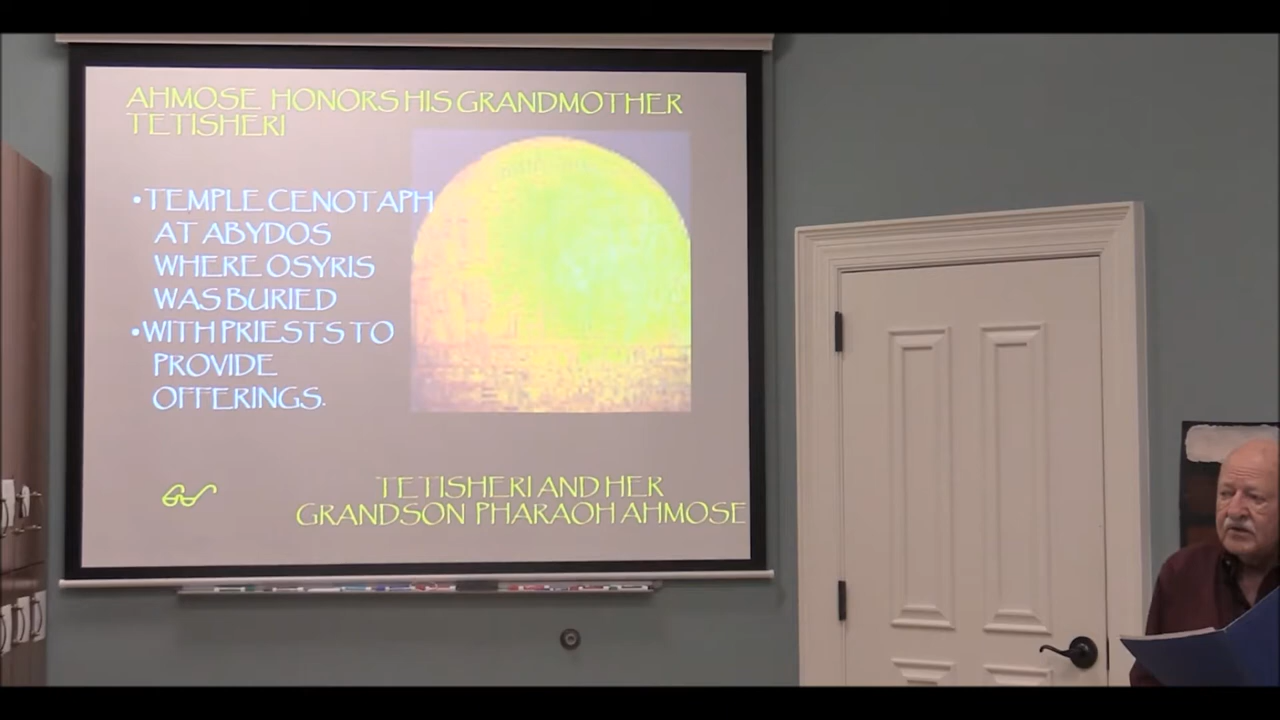 AHMOSE HONORS HIS GRANDMOTHER
TETISHERI
•TEMPLE CENOTAPH
AT ABYDOS
WHERE OSYRIS
WAS BURIED
•WITH PRIESTS TO
PROVIDE
OFFERINGS.
TETISHERI AND HER
GRANDSON PHARAOH AHMOSE